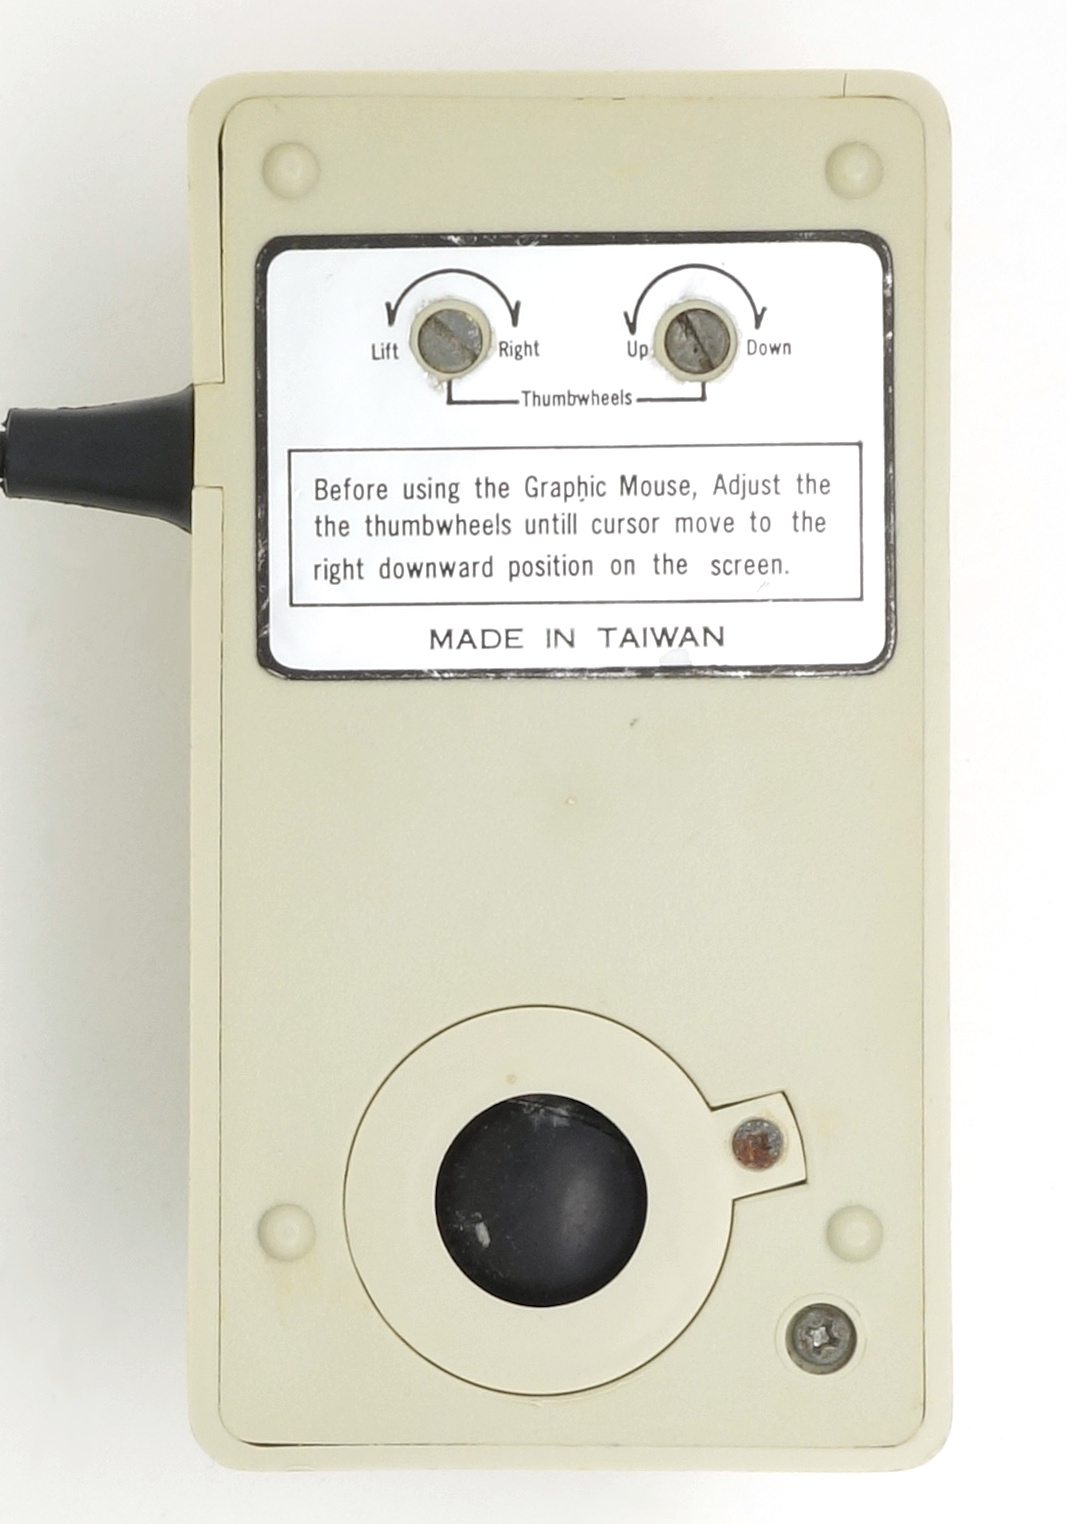 Lift Right Up Down
Thumbwheels
Before using the Graphic Mouse, Adjust the
the thumbwheels untill cursor move to the
right downward position on the screen.
MADE IN TAIWAN